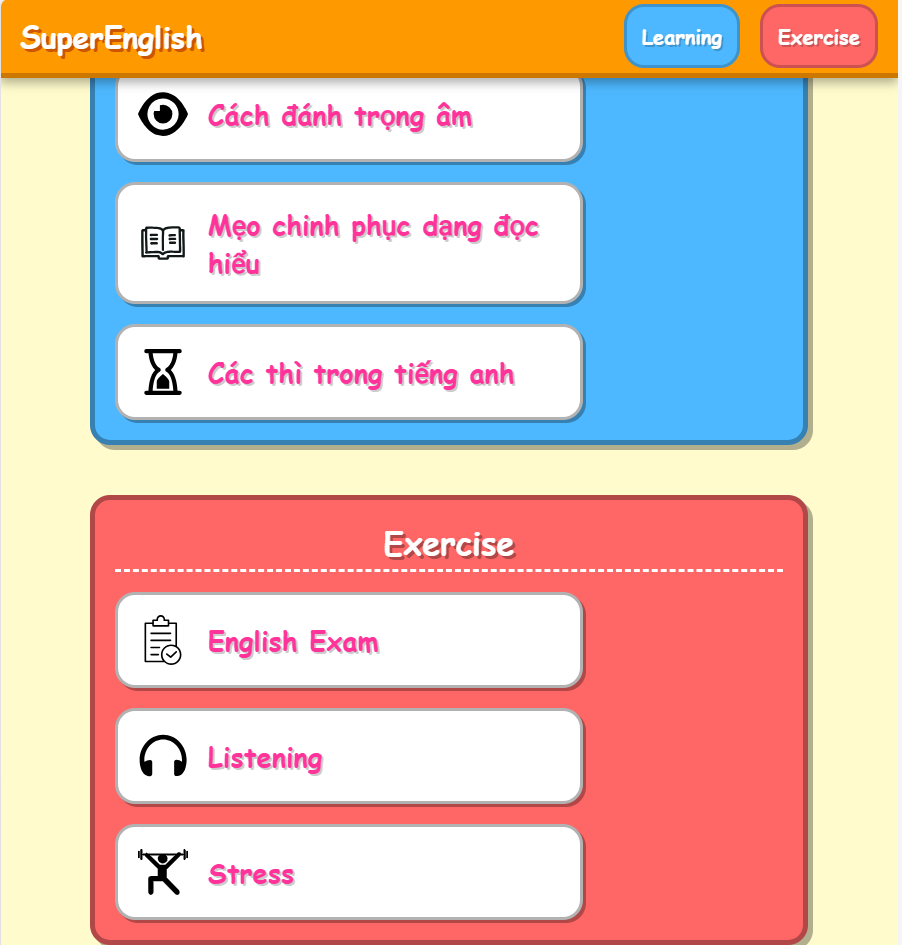 SuperEnglish
Learning
Exercise
Cách đánh trọng âm
Mẹo chinh phục dạng đọc
hiểu
Các thì trong tiếng anh
Exercise
English Exam
Listening
Stress